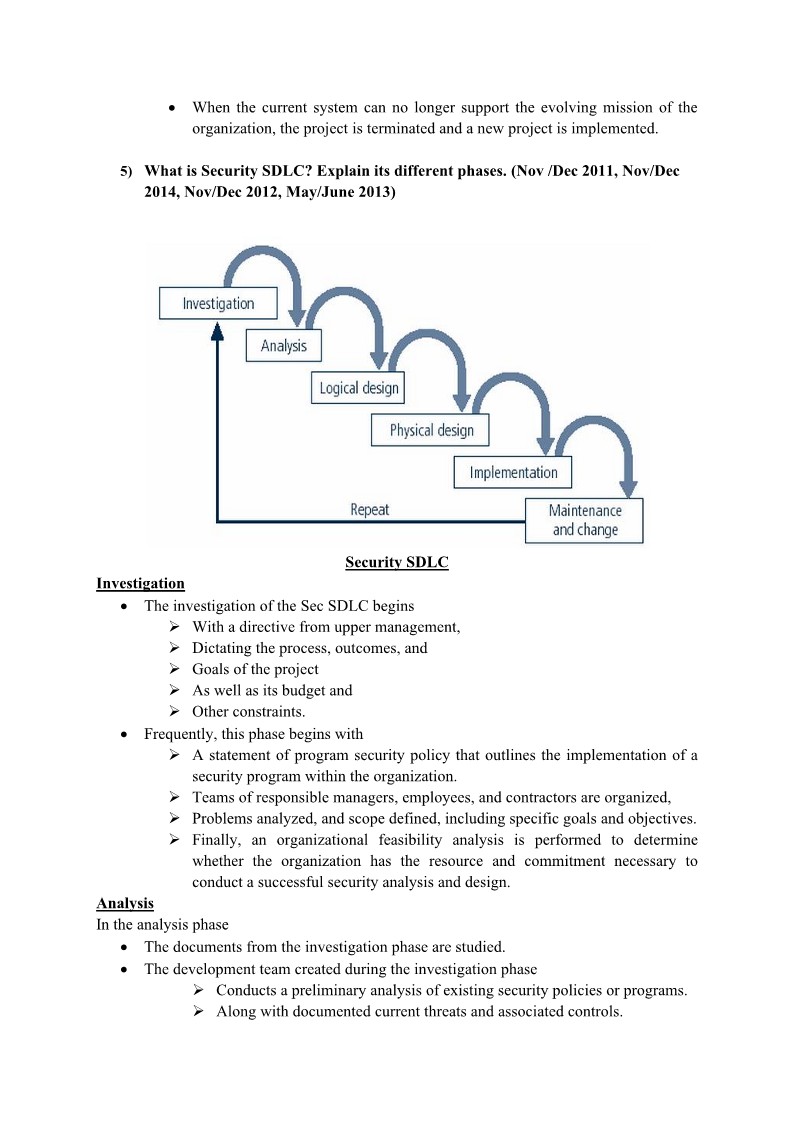 • When the current system can no longer support the evolving mission of the
organization, the project is terminated and a new project is implemented.
5) What is Security SDLC? Explain its different phases. (Nov /Dec 2011, Nov/Dec
2014, Nov/Dec 2012, May/June 2013)
Investigation
Analysis
Logical design
Physical design
Implementation
Repeat
Maintenance
and change
Security SDLC
Investigation
• The investigation of the Sec SDLC begins
➢ With a directive from upper management,
➢ Dictating the process, outcomes, and
➢ Goals of the project
➢ As well as its budget and
➢ Other constraints.
• Frequently, this phase begins with
➢ A statement of program security policy that outlines the implementation of a
security program within the organization.
➢ Teams of responsible managers, employees, and contractors are organized,
➢ Problems analyzed, and scope defined, including specific goals and objectives.
➢ Finally, an organizational feasibility analysis is performed to determine
whether the organization has the resource and commitment necessary to
conduct a successful security analysis and design.
Analysis
In the analysis phase
• The documents from the investigation phase are studied.
• The development team created during the investigation phase
➢ Conducts a preliminary analysis of existing security policies or programs.
➢ Along with documented current threats and associated controls.